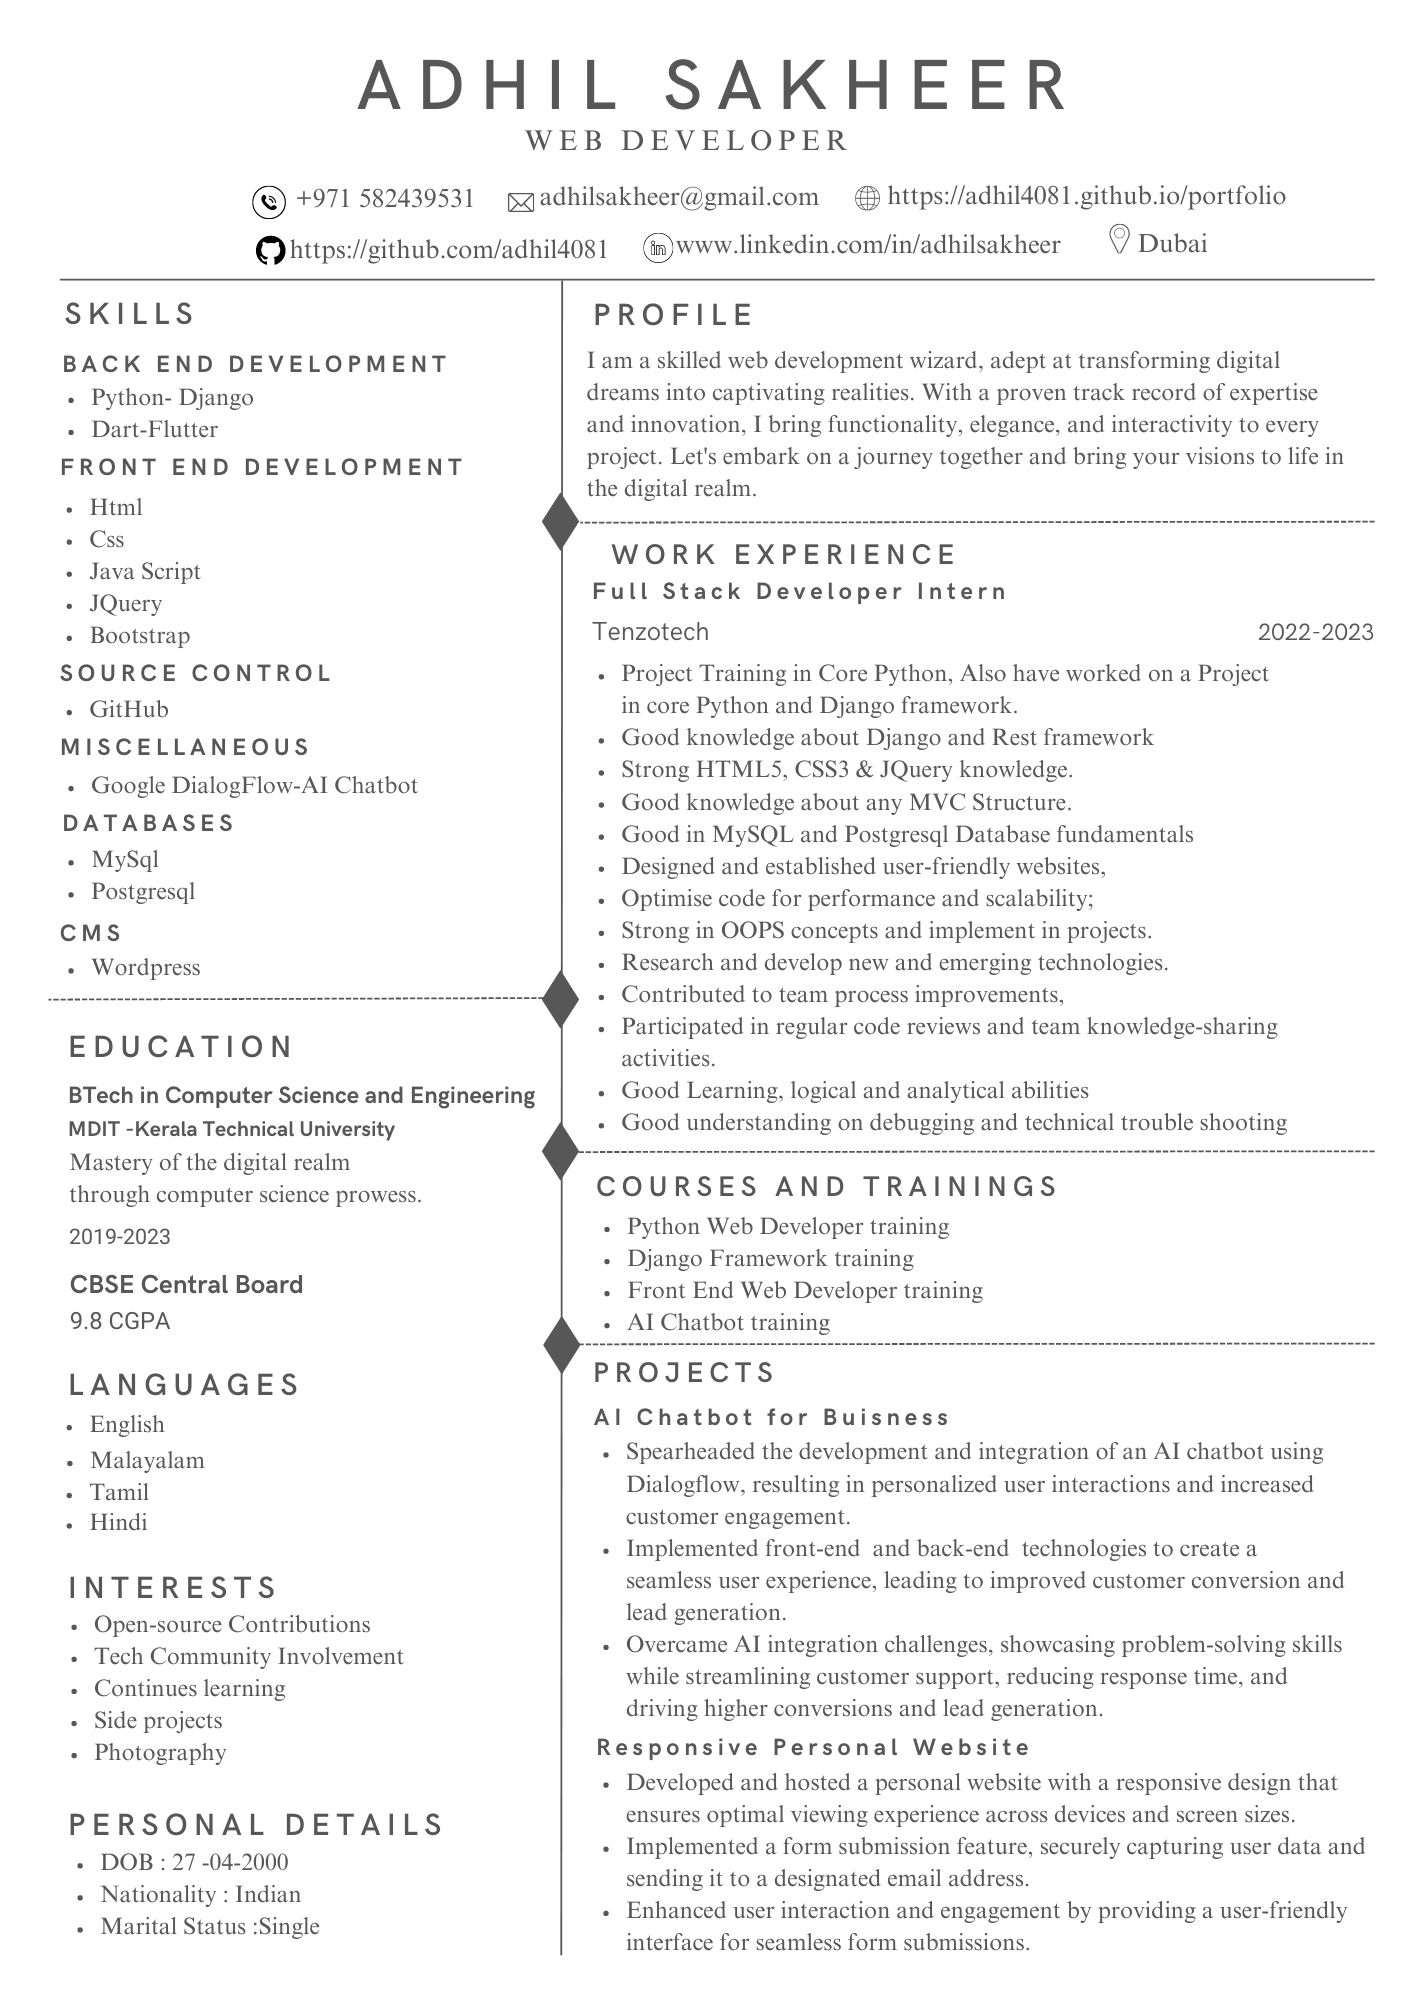 ADHIL SAKHEER
WEB DEVELOPER
+971 582439531
adhilsakheer@gmail.com
https://adhil4081.github.io/portfolio
https://github.com/adhil4081
www.linkedin.com/in/adhilsakheer
Dubai
SKILLS
BACK END DEVELOPMENT
• Python- Django
• Dart-Flutter
FRONT END DEVELOPMENT
• Html
• Css
• Java Script
• JQuery
• Bootstrap
SOURCE CONTROL
• GitHub
MISCELLANEOUS
• Google DialogFlow-AI Chatbot
DATABASES
• MySql
• Postgresql
CMS
• Wordpress
EDUCATION
BTech in Computer Science and Engineering
MDIT -Kerala Technical University
Mastery of the digital realm
through computer science prowess.
2019-2023
CBSE Central Board
9.8 CGPA
LANGUAGES
• English
• Malayalam
• Tamil
• Hindi
INTERESTS
• Open-source Contributions
• Tech Community Involvement
• Continues learning
• Side projects
• Photography
PERSONAL DETAILS
• DOB : 27 -04-2000
• Nationality : Indian
• Marital Status :Single
PROFILE
I am a skilled web development wizard, adept at transforming digital
dreams into captivating realities. With a proven track record of expertise
and innovation, I bring functionality, elegance, and interactivity to every
project. Let's embark on a journey together and bring your visions to life in
the digital realm.
WORK EXPERIENCE
Full Stack Developer Intern
Tenzotech 2022-2023
• Project Training in Core Python, Also have worked on a Project
in core Python and Django framework.
• Good knowledge about Django and Rest framework
• Strong HTML5, CSS3 & JQuery knowledge.
• Good knowledge about any MVC Structure.
• Good in MySQL and Postgresql Database fundamentals
• Designed and established user-friendly websites,
• Optimise code for performance and scalability;
• Strong in OOPS concepts and implement in projects.
• Research and develop new and emerging technologies.
• Contributed to team process improvements,
• Participated in regular code reviews and team knowledge-sharing
activities.
• Good Learning, logical and analytical abilities
• Good understanding on debugging and technical trouble shooting
COURSES AND TRAININGS
• Python Web Developer training
• Django Framework training
• Front End Web Developer training
• AI Chatbot training
PROJECTS
AI Chatbot for Buisness
• Spearheaded the development and integration of an AI chatbot using
Dialogflow, resulting in personalized user interactions and increased
customer engagement.
• Implemented front-end and back-end technologies to create a
seamless user experience, leading to improved customer conversion and
lead generation.
• Overcame AI integration challenges, showcasing problem-solving skills
while streamlining customer support, reducing response time, and
driving higher conversions and lead generation.
Responsive Personal Website
• Developed and hosted a personal website with a responsive design that
ensures optimal viewing experience across devices and screen sizes.
• Implemented a form submission feature, securely capturing user data and
sending it to a designated email address.
• Enhanced user interaction and engagement by providing a user-friendly
interface for seamless form submissions.